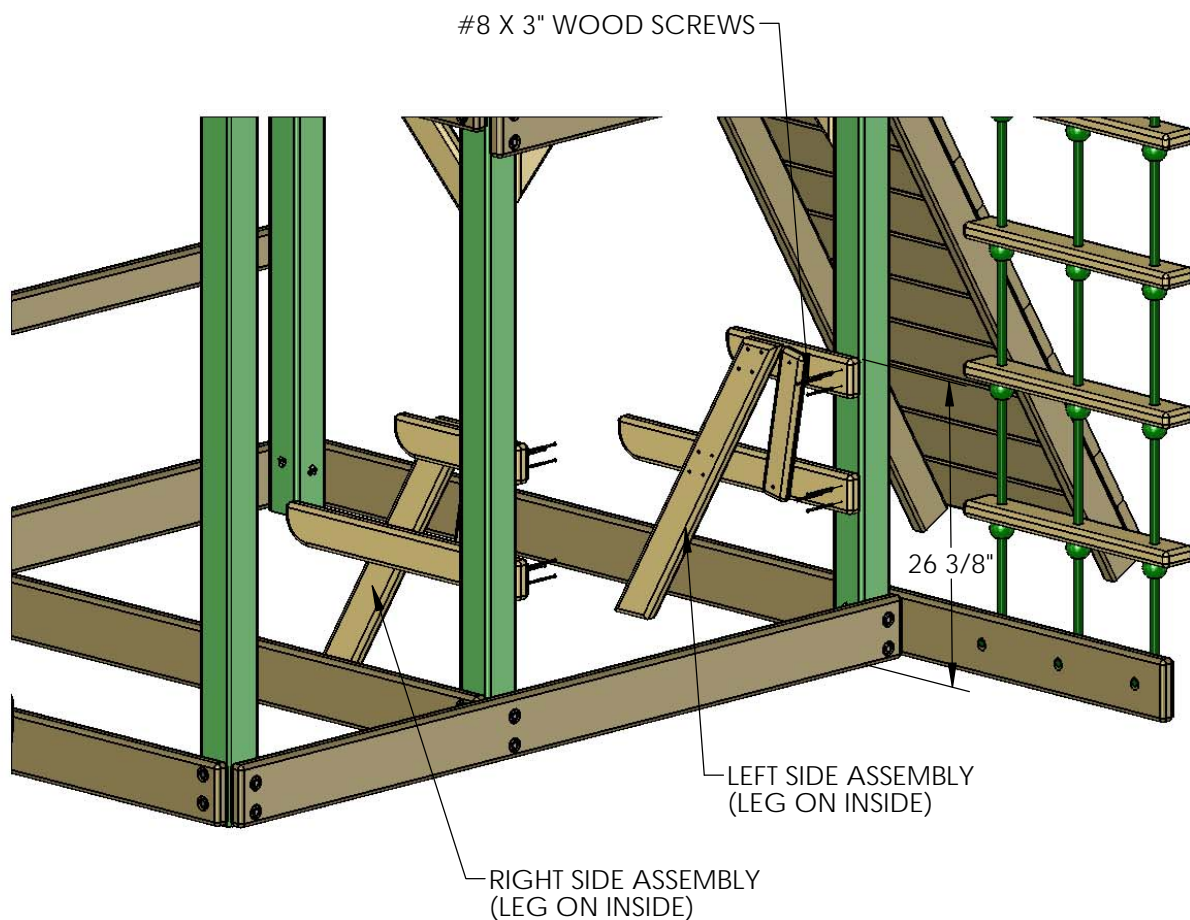 #8 X 3" WOOD SCREWS
26 3/8"
LEFT SIDE ASSEMBLY
(LEG ON INSIDE)
RIGHT SIDE ASSEMBLY
(LEG ON INSIDE)